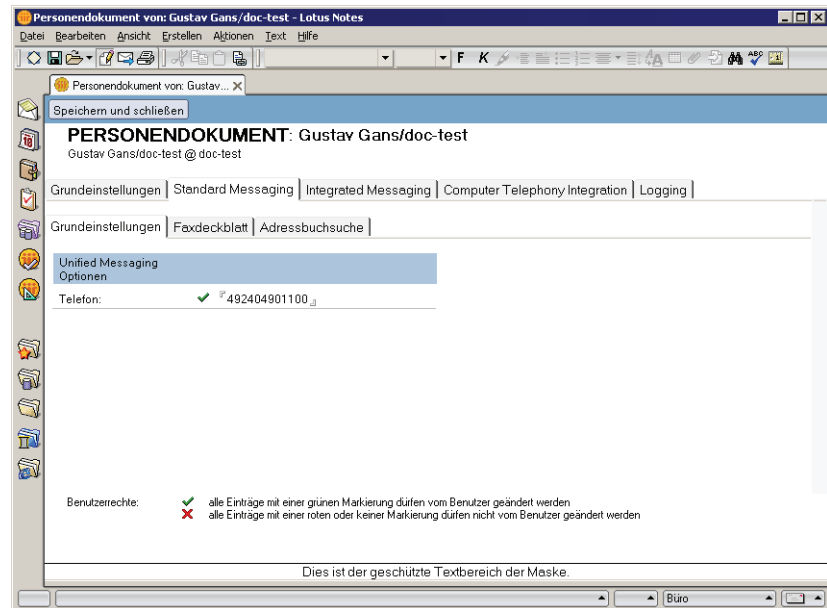 Personendokument von: Gustav Gans/doc-test - Lotus Notes
Datei Bearbeiten Ansicht Erstellen Aktionen Text Hilfe
F K ABC
Personendokument von: Gustav...
Speichern und schließen
18
PERSONENDOKUMENT: Gustav Gans/doc-test
Gustav Gans/doc-test @ doc-test
Grundeinstellungen Standard Messaging Integrated Messaging Computer Telephony Integration Logging
Grundeinstellungen Faxdeckblatt Adressbuchsuche
Unified Messaging
Optionen
Telefon: 492404901100
Benutzerrechte: alle Einträge mit einer grünen Markierung dürfen vom Benutzer geändert werden
alle Einträge mit einer roten oder keiner Markierung dürfen nicht vom Benutzer geändert werden
Dies ist der geschützte Textbereich der Maske.
Büro